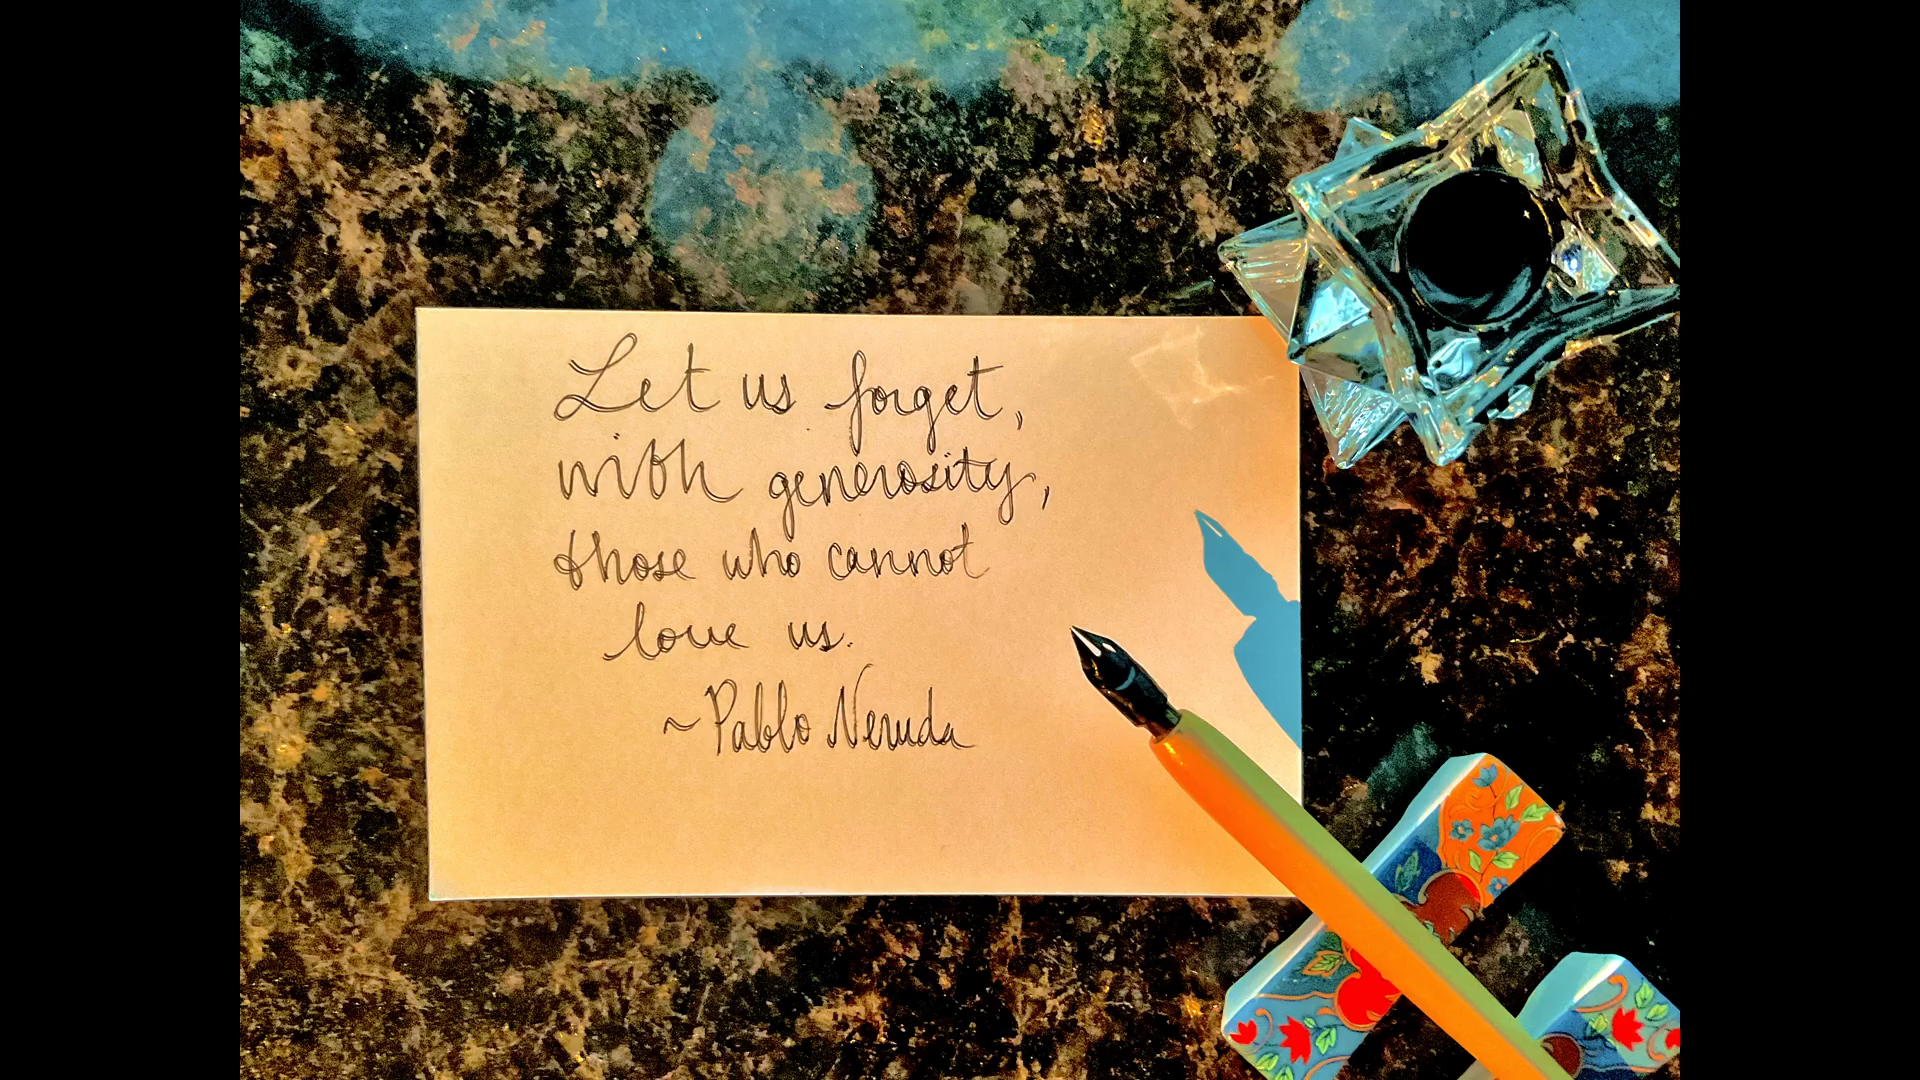 Let us forget,
with generosity,
those who cannot
love us.
~Pablo Neruda